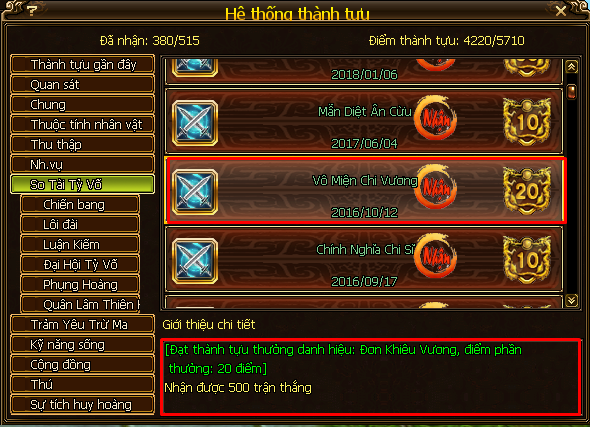 ?
Hệ thống thành tựu
Đã nhận: 380/515
Điểm thành tựu: 4220/5710
Thành tựu gần đây
Quan sát
Chung
Thuộc tính nhân vật
Thu thập
Nh.vụ
So Tài Tỷ Võ
Chiến bang
Lôi đài
Luận Kiếm
Đại Hội Tỷ Võ
Phụng Hoàng
Quân Lâm Thiên
Trảm Yêu Trừ Ma
Kỹ năng sống
Cộng đồng
Thú
Sự tích huy hoàng
2018/01/06
Mẫn Diệt Ân Cừu
Nhận
10
2017/06/04
Vô Miện Chi Vương
Nhận
20
2016/10/12
Chính Nghĩa Chi Sĩ
Nhận
10
2016/09/17
Giới thiệu chi tiết
[Đạt thành tựu thưởng danh hiệu: Đơn Khiêu Vương, điểm phần
thưởng: 20 điểm]
Nhận được 500 trận thắng